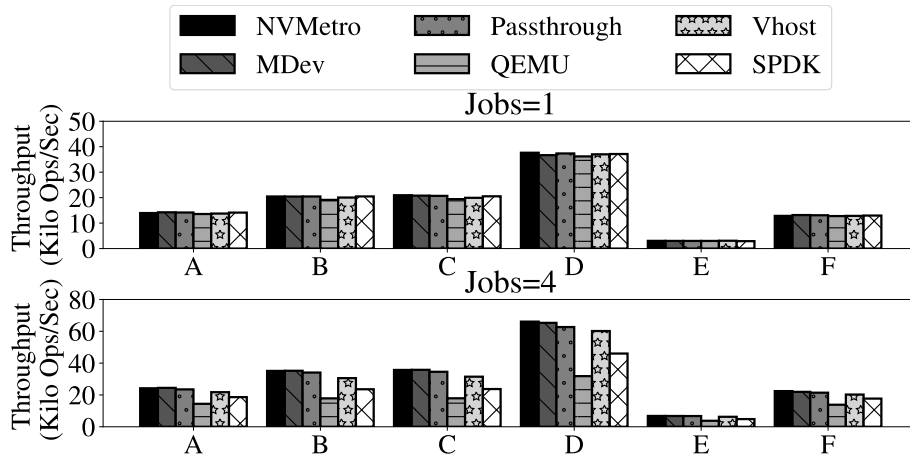 NVMetro Passthrough Vhost
MDev QEMU SPDK
Jobs=1
Throughput
(Kilo Ops/Sec)
50
40
30
20
10
0
A B C D E F
Jobs=4
Throughput
(Kilo Ops/Sec)
80
60
40
20
0
A B C D E F